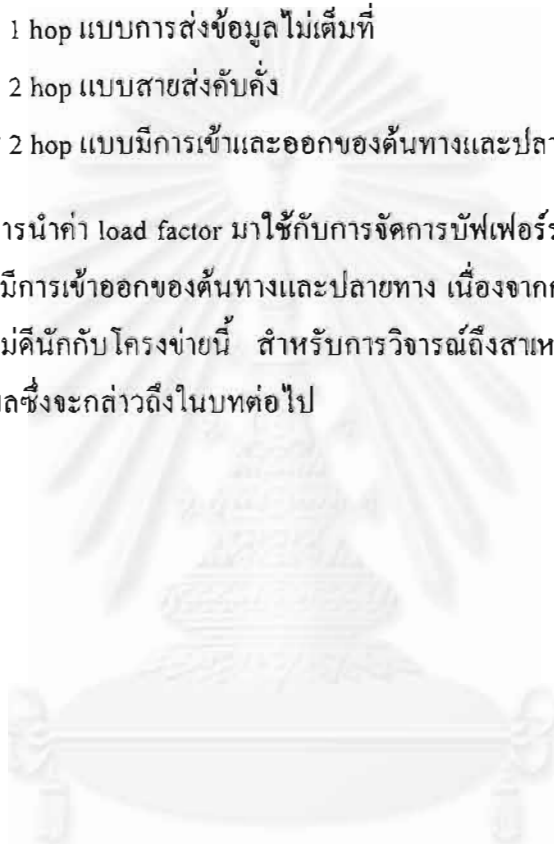 1 hop แบบการส่งข้อมูลไม่เต็มที่
2 hop แบบสายส่งคับคั่ง
2 hop แบบมีการเข้าและออกของต้นทางและปลา
ารนำค่า load factor มาใช้กับการจัดการบัฟเฟอร์ร
มีการเข้าออกของต้นทางและปลายทาง เนื่องจาก
ม่ดีนักกับโครงข่ายนี้ สำหรับการวิจารณ์ถึงสาเห
ลซึ่งจะกล่าวถึงในบทต่อไป